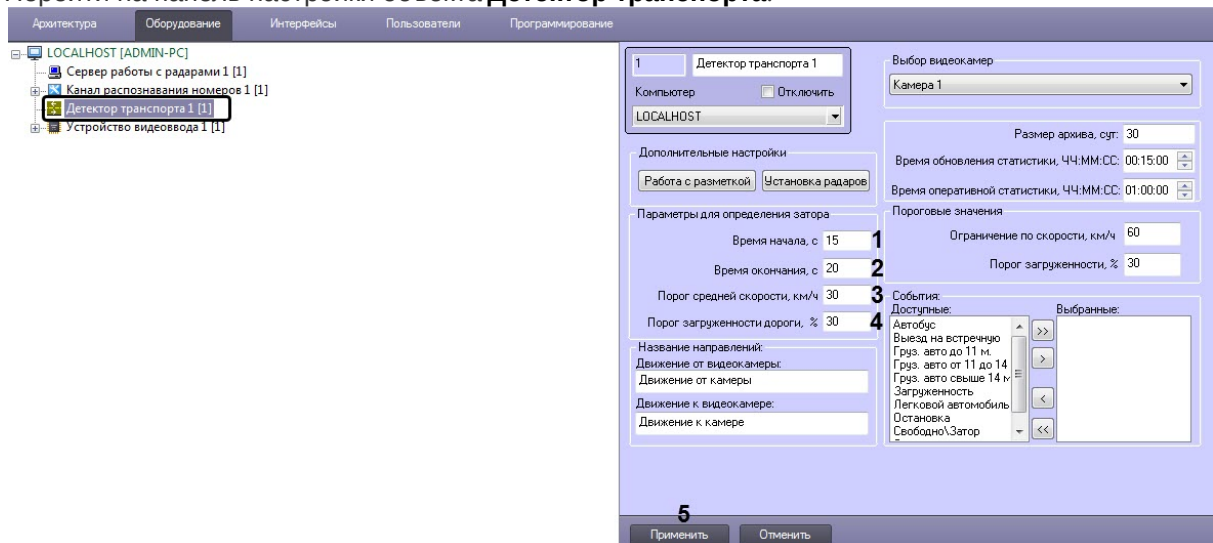 Перейти на панель настройки объекта Детектор транспорта.
Архитектура Оборудование Интерфейсы Пользователи Программирование
LOCALHOST [ADMIN-PC]
Сервер работы с радарами 1 [1]
Канал распознавания номеров 1 [1]
Детектор транспорта 1 [1]
Устройство видеоввода 1 [1]
1 Детектор транспорта 1
Компьютер Отключить
LOCALHOST
Выбор видеокамер
Камера 1
Дополнительные настройки
Работа с разметкой Установка радаров
Размер архива, сут: 30
Время обновления статистики, ЧЧ:ММ:СС: 00:15:00
Время оперативной статистики, ЧЧ:ММ:СС: 01:00:00
Параметры для определения затора
Время начала, с 15 1
Время окончания, с 20 2
Порог средней скорости, км/ч 30 3
Порог загруженности дороги, % 30 4
Пороговые значения
Ограничение по скорости, км/ч 60
Порог загруженности, % 30
Название направлений:
Движение от видеокамеры:
Движение от камеры
Движение к видеокамере:
Движение к камере
События:
Доступные: Выбранные:
Автобус
Выезд на встречную
Груз. авто до 11 м.
Груз. авто от 11 до 14
Груз. авто свыше 14 м
Загруженность
Легковой автомобиль
Остановка
Свободно\Затор
>>
>
<
<<
5
Применить Отменить